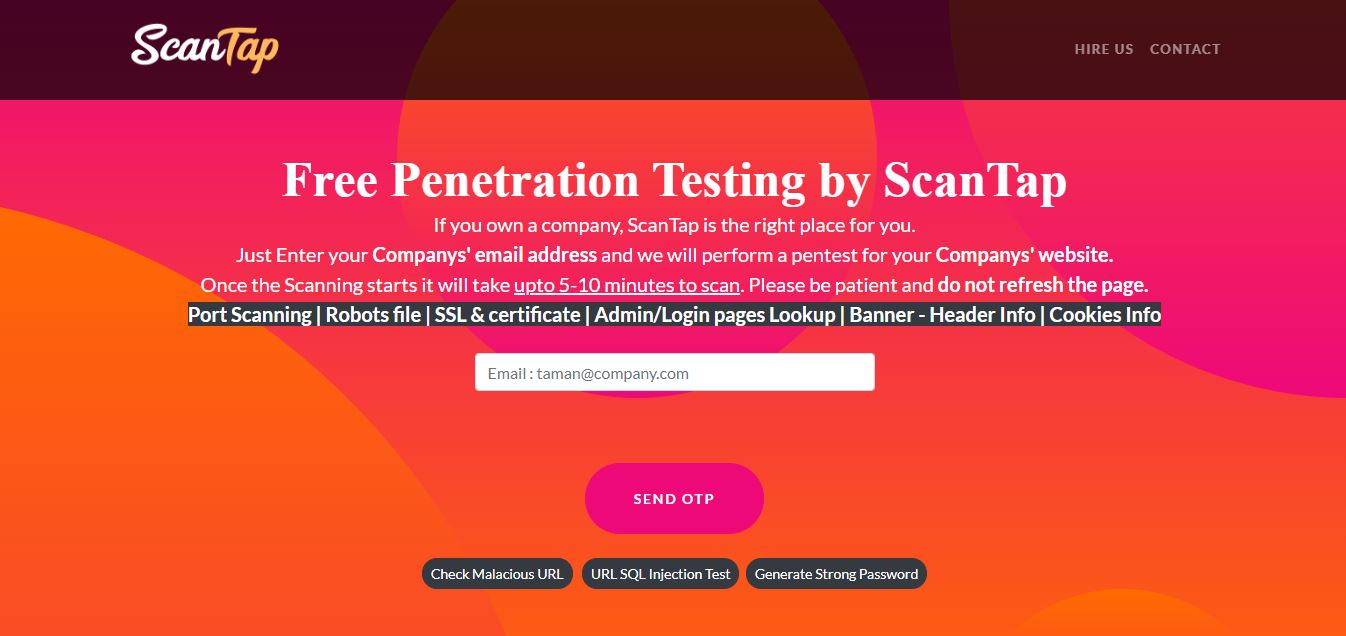 ScanTap
HIRE US CONTACT
Free Penetration Testing by ScanTap
If you own a company, ScanTap is the right place for you.
Just Enter your Companys' email address and we will perform a pentest for your Companys' website.
Once the Scanning starts it will take upto 5-10 minutes to scan. Please be patient and do not refresh the page.
Port Scanning | Robots file | SSL & certificate | Admin/Login pages Lookup | Banner - Header Info | Cookies Info
Email : taman@company.com
SEND OTP
Check Malacious URL URL SQL Injection Test Generate Strong Password